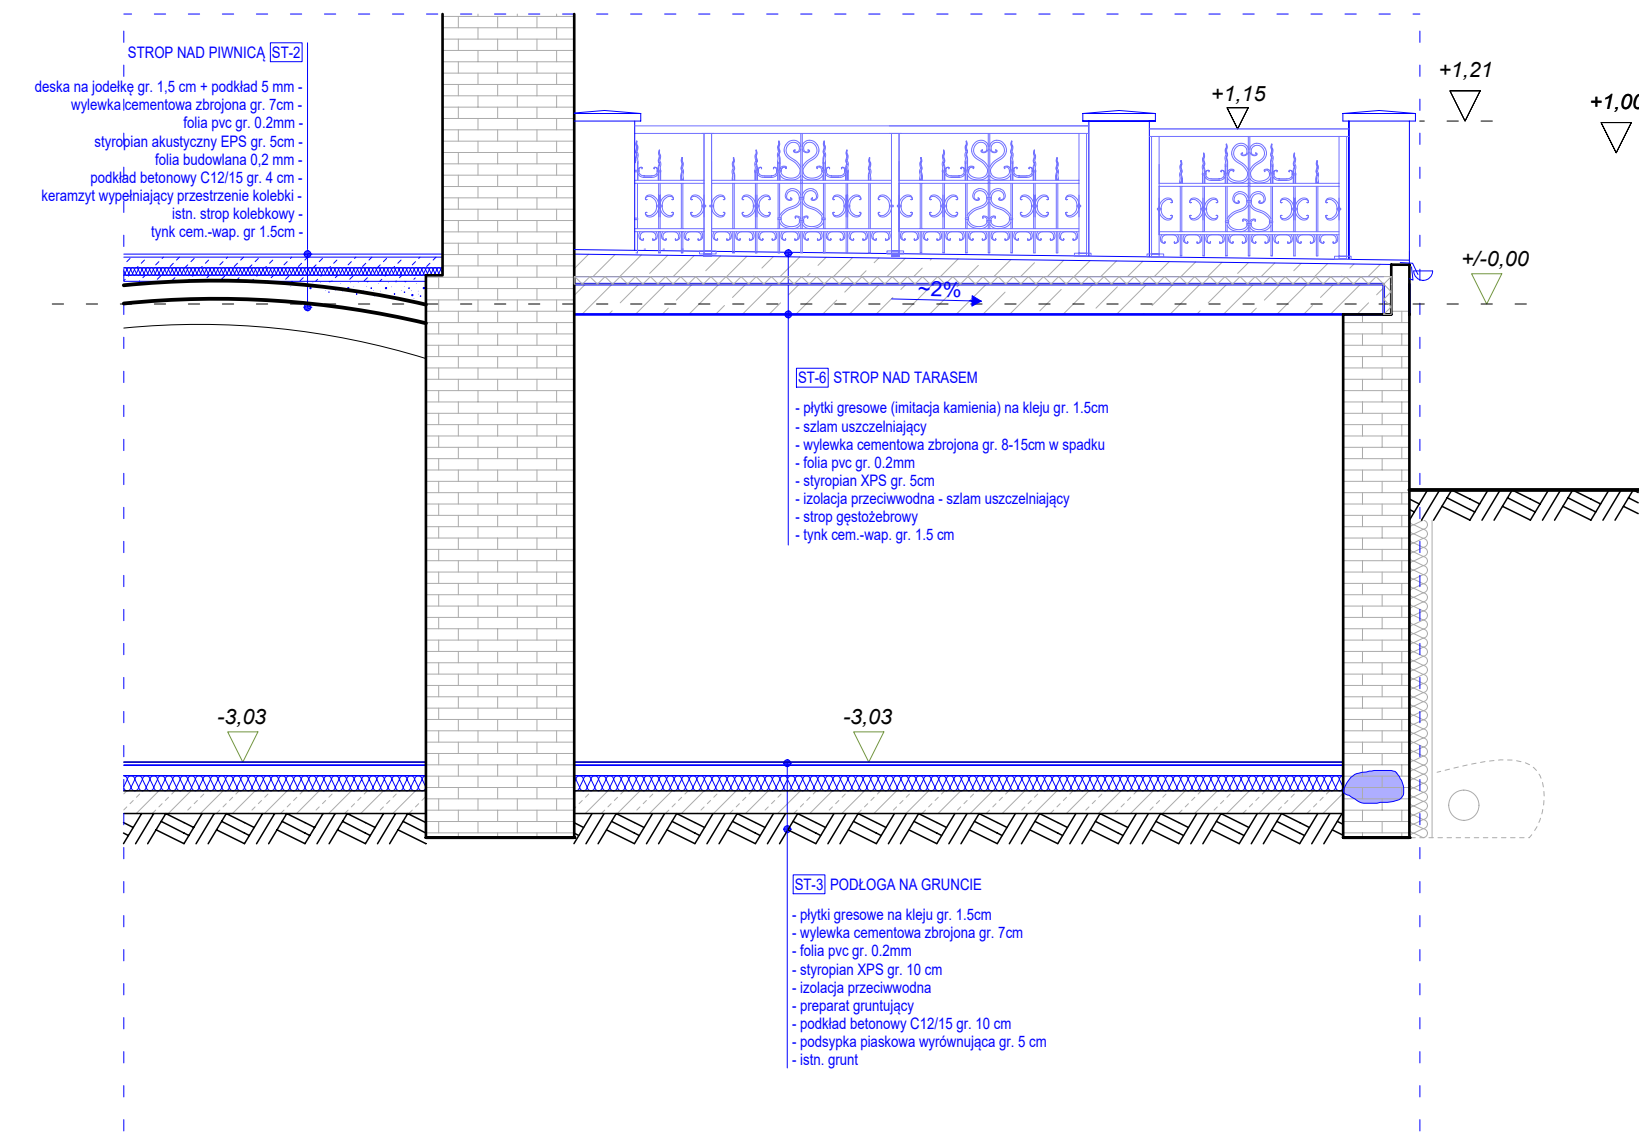 STROP NAD PIWNICĄ ST-2
deska na jodełkę gr. 1,5 cm + podkład 5 mm -
wylewka cementowa zbrojona gr. 7cm -
folia pvc gr. 0.2mm -
styropian akustyczny EPS gr. 5cm -
folia budowlana 0,2 mm -
podkład betonowy C12/15 gr. 4 cm -
keramzyt wypełniający przestrzenie kolebki -
istn. strop kolebkowy -
tynk cem.-wap. gr 1.5cm -
+1,15
+1,21
+1,00
+/-0,00
~2%
ST-6 STROP NAD TARASEM
- płytki gresowe (imitacja kamienia) na kleju gr. 1.5cm
- szlam uszczelniający
- wylewka cementowa zbrojona gr. 8-15cm w spadku
- folia pvc gr. 0.2mm
- styropian XPS gr. 5cm
- izolacja przeciwwodna - szlam uszczelniający
- strop gęstożebrowy
- tynk cem.-wap. gr. 1.5 cm
-3,03
-3,03
ST-3 PODŁOGA NA GRUNCIE
- płytki gresowe na kleju gr. 1.5cm
- wylewka cementowa zbrojona gr. 7cm
- folia pvc gr. 0.2mm
- styropian XPS gr. 10 cm
- izolacja przeciwwodna
- preparat gruntujący
- podkład betonowy C12/15 gr. 10 cm
- podsypka piaskowa wyrównująca gr. 5 cm
- istn. grunt